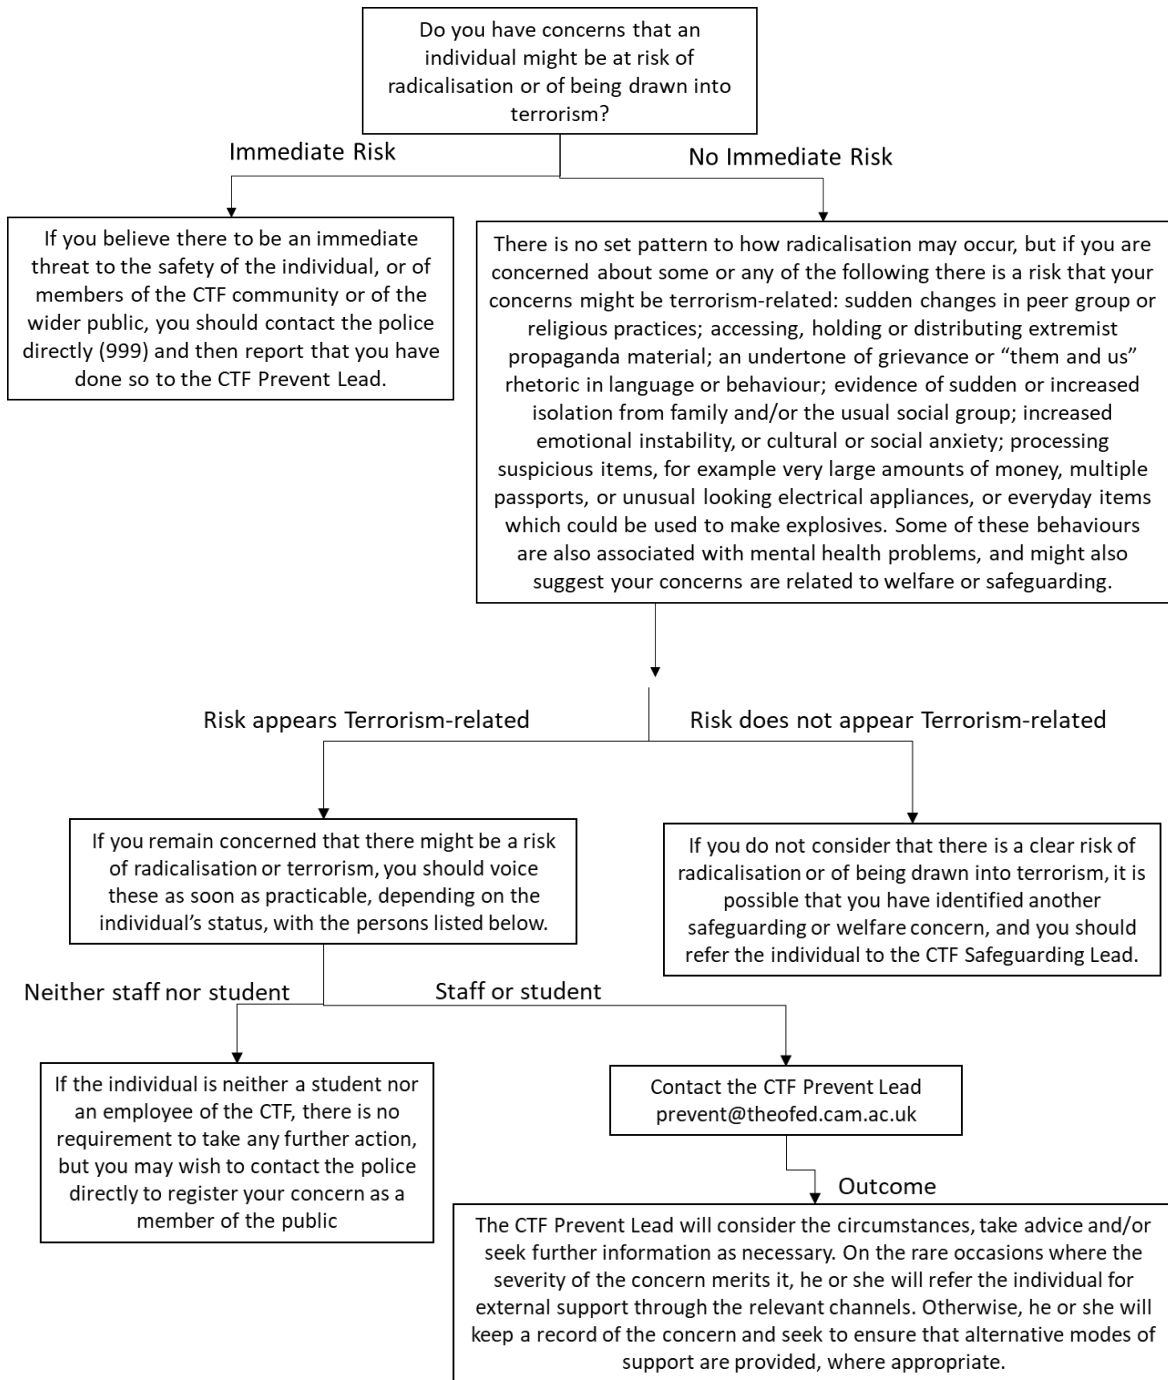 Do you have concerns that an
individual might be at risk of
radicalisation or of being drawn into
terrorism?
Immediate Risk
No Immediate Risk
If you believe there to be an immediate
threat to the safety of the individual, or of
members of the CTF community or of the
wider public, you should contact the police
directly (999) and then report that you have
done so to the CTF Prevent Lead.
There is no set pattern to how radicalisation may occur, but if you are
concerned about some or any of the following there is a risk that your
concerns might be terrorism-related: sudden changes in peer group or
religious practices; accessing, holding or distributing extremist
propaganda material; an undertone of grievance or “them and us”
rhetoric in language or behaviour; evidence of sudden or increased
isolation from family and/or the usual social group; increased
emotional instability, or cultural or social anxiety; processing
suspicious items, for example very large amounts of money, multiple
passports, or unusual looking electrical appliances, or everyday items
which could be used to make explosives. Some of these behaviours
are also associated with mental health problems, and might also
suggest your concerns are related to welfare or safeguarding.
Risk appears Terrorism-related
Risk does not appear Terrorism-related
If you remain concerned that there might be a risk
of radicalisation or terrorism, you should voice
these as soon as practicable, depending on the
individual’s status, with the persons listed below.
If you do not consider that there is a clear risk of
radicalisation or of being drawn into terrorism, it is
possible that you have identified another
safeguarding or welfare concern, and you should
refer the individual to the CTF Safeguarding Lead.
Neither staff nor student
Staff or student
If the individual is neither a student nor
an employee of the CTF, there is no
requirement to take any further action,
but you may wish to contact the police
directly to register your concern as a
member of the public
Contact the CTF Prevent Lead
prevent@theofed.cam.ac.uk
Outcome
The CTF Prevent Lead will consider the circumstances, take advice and/or
seek further information as necessary. On the rare occasions where the
severity of the concern merits it, he or she will refer the individual for
external support through the relevant channels. Otherwise, he or she will
keep a record of the concern and seek to ensure that alternative modes of
support are provided, where appropriate.